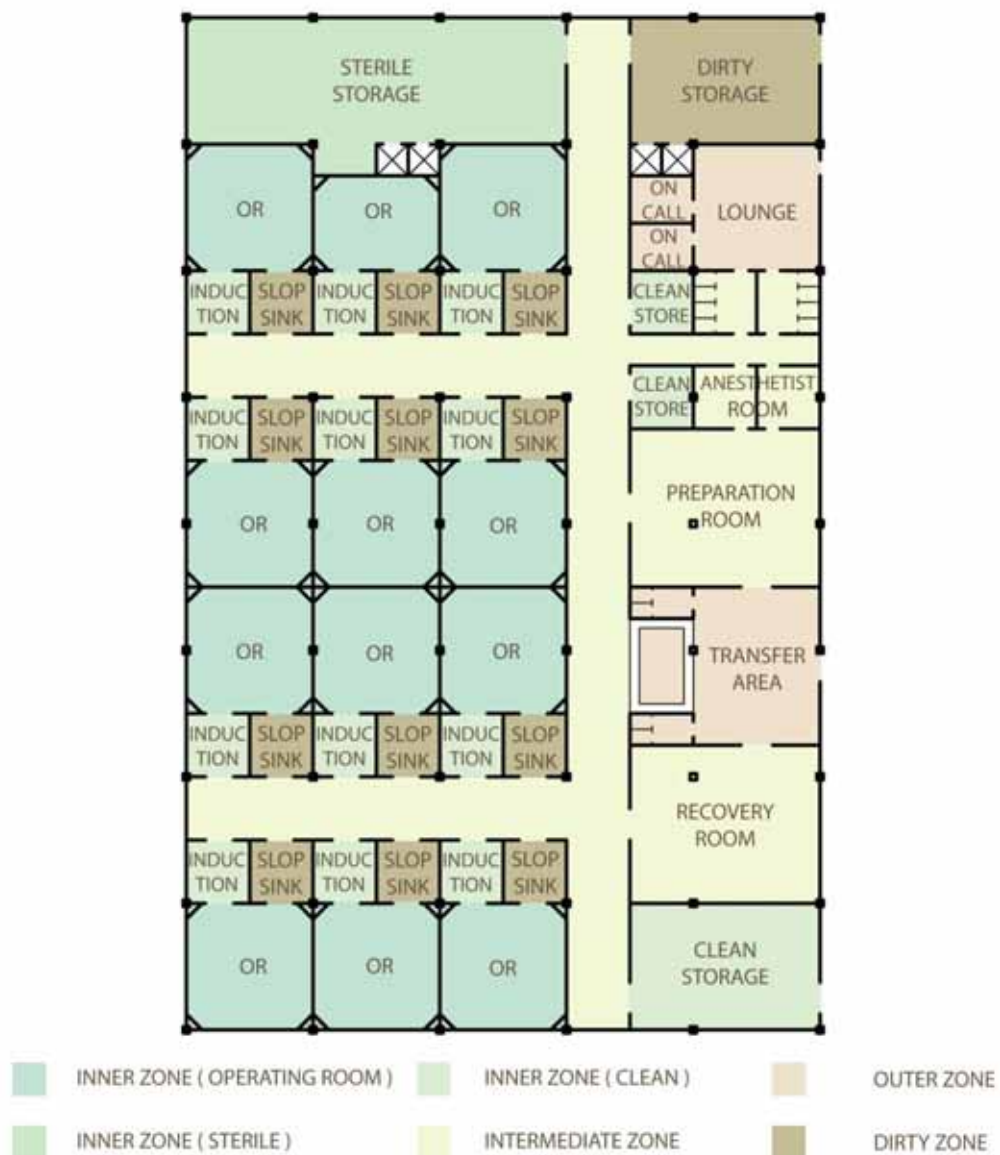 STERILE
STORAGE
DIRTY
STORAGE
OR
OR
OR
ON
CALL
ON
CALL
LOUNGE
INDUC
TION
SLOP
SINK
INDUC
TION
SLOP
SINK
INDUC
TION
SLOP
SINK
CLEAN
STORE
CLEAN
STORE
ANESTHETIST
ROOM
INDUC
TION
SLOP
SINK
INDUC
TION
SLOP
SINK
INDUC
TION
SLOP
SINK
OR
OR
OR
PREPARATION
ROOM
OR
OR
OR
TRANSFER
AREA
INDUC
TION
SLOP
SINK
INDUC
TION
SLOP
SINK
INDUC
TION
SLOP
SINK
RECOVERY
ROOM
INDUC
TION
SLOP
SINK
INDUC
TION
SLOP
SINK
INDUC
TION
SLOP
SINK
OR
OR
OR
CLEAN
STORAGE
INNER ZONE ( OPERATING ROOM )
INNER ZONE ( CLEAN )
OUTER ZONE
INNER ZONE ( STERILE )
INTERMEDIATE ZONE
DIRTY ZONE